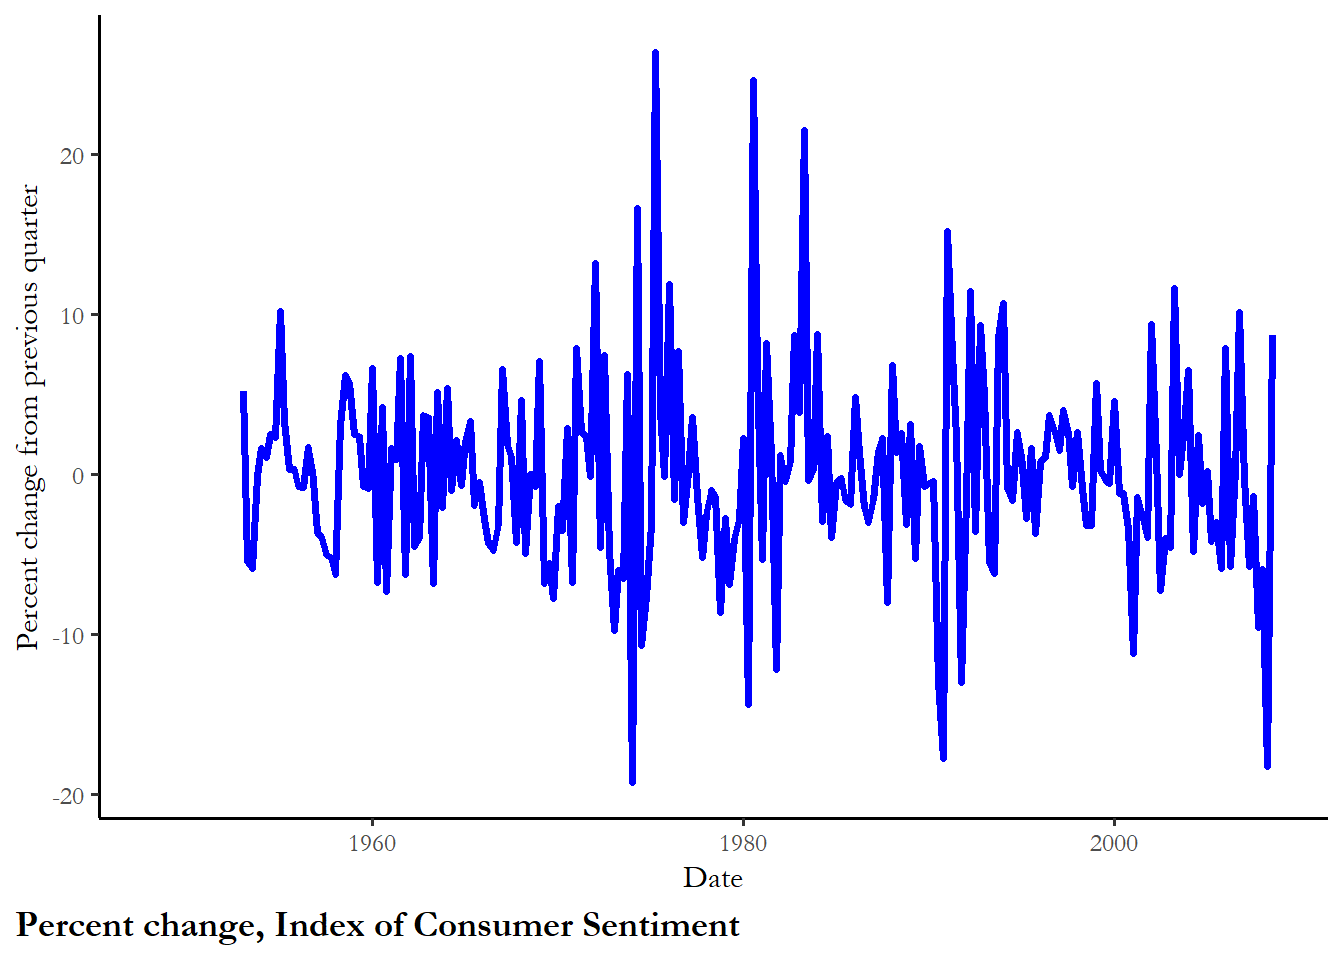 Percent change from previous quarter
20
10
0
-10
-20
1960
1980
2000
Date
Percent change, Index of Consumer Sentiment